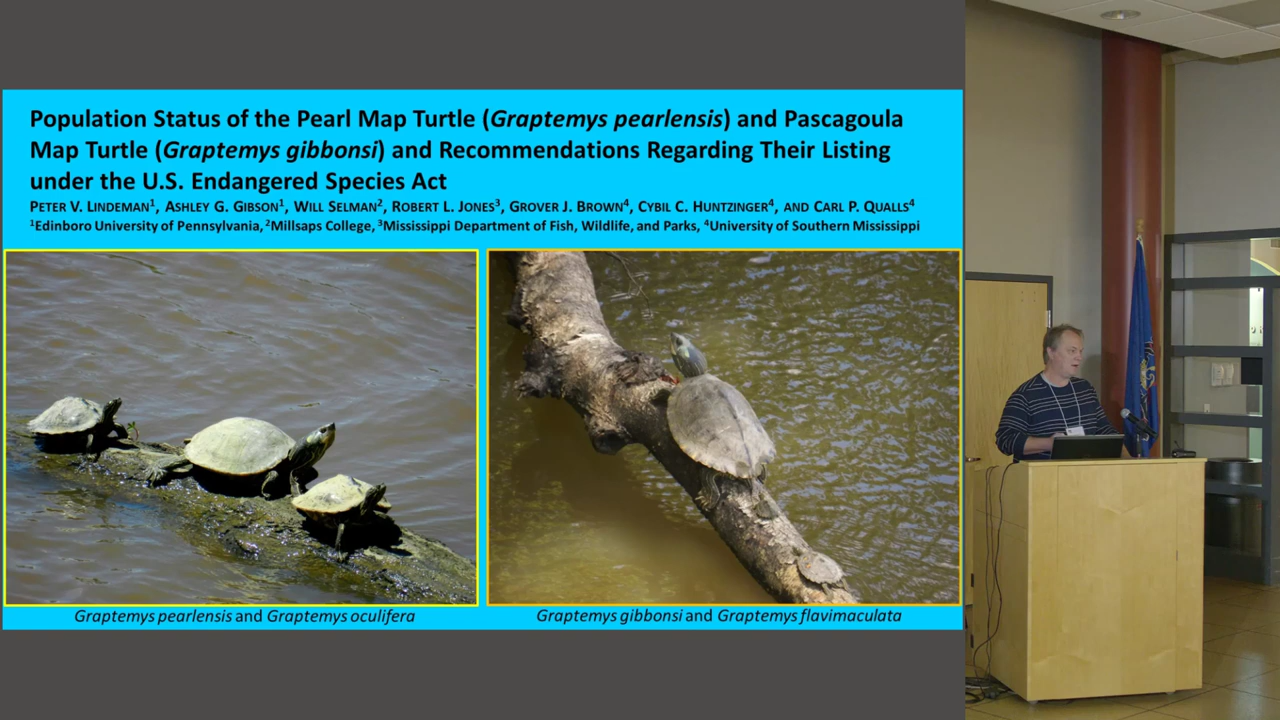 Population Status of the Pearl Map Turtle (Graptemys pearlensis) and Pascagoula
Map Turtle (Graptemys gibbonsi) and Recommendations Regarding Their Listing
under the U.S. Endangered Species Act
PETER V. LINDEMAN¹, ASHLEY G. GIBSON¹, WILL SELMAN², ROBERT L. JONES³, GROVER J. BROWN⁴, CYBIL C. HUNTZINGER⁴, AND CARL P. QUALLS⁴
¹Edinboro University of Pennsylvania, ²Millsaps College, ³Mississippi Department of Fish, Wildlife, and Parks, ⁴University of Southern Mississippi
Graptemys pearlensis and Graptemys oculifera
Graptemys gibbonsi and Graptemys flavimaculata